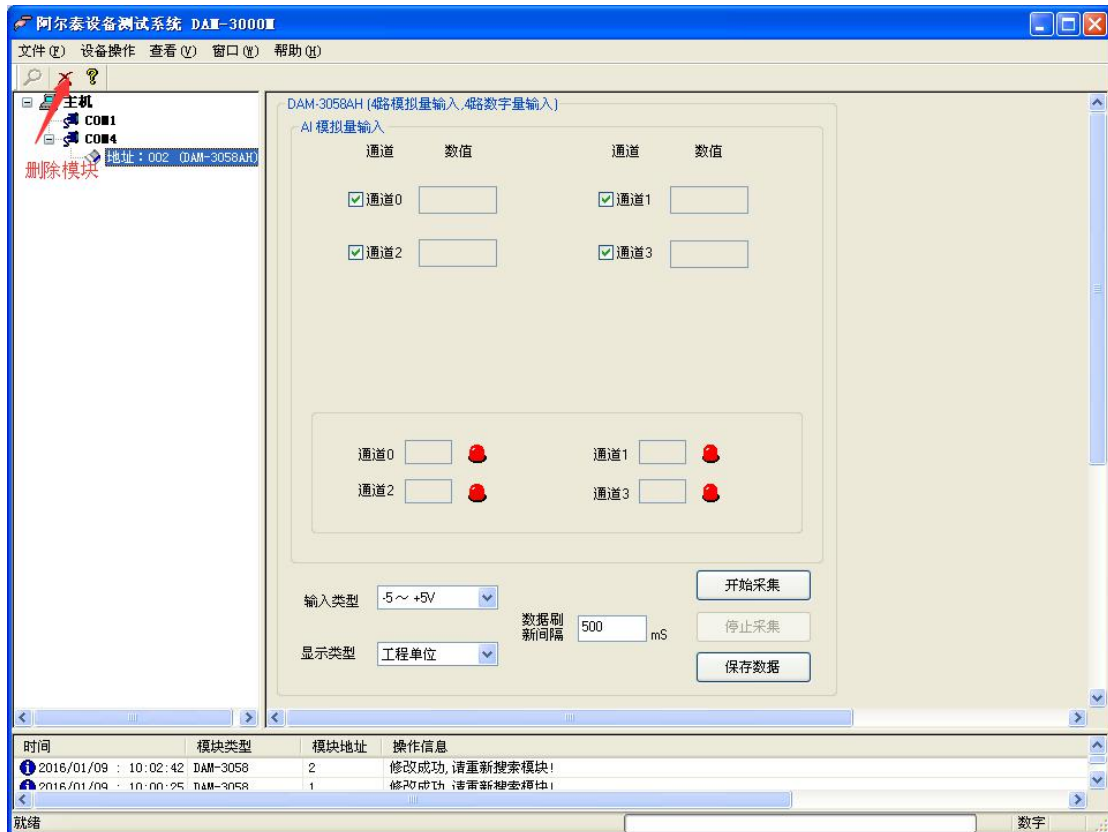 阿尔泰设备测试系统 DAM-3000M
文件(F) 设备操作 查看(V) 窗口(W) 帮助(H)
主机
COM1
COM4
地址：002 (DAM-3058AH)
删除模块
DAM-3058AH (4路模拟量输入,4路数字量输入)
AI 模拟量输入
通道 数值 通道 数值
通道0 通道1
通道2 通道3
通道0 通道1
通道2 通道3
输入类型 -5～ +5V
数据刷新间隔 500 mS
显示类型 工程单位
开始采集
停止采集
保存数据
时间 模块类型 模块地址 操作信息
2016/01/09 : 10:02:42 DAM-3058 2 修改成功,请重新搜索模块!
2016/01/09 : 10:00:25 DAM-3058 1 修改成功,请重新搜索模块!
就绪 数字